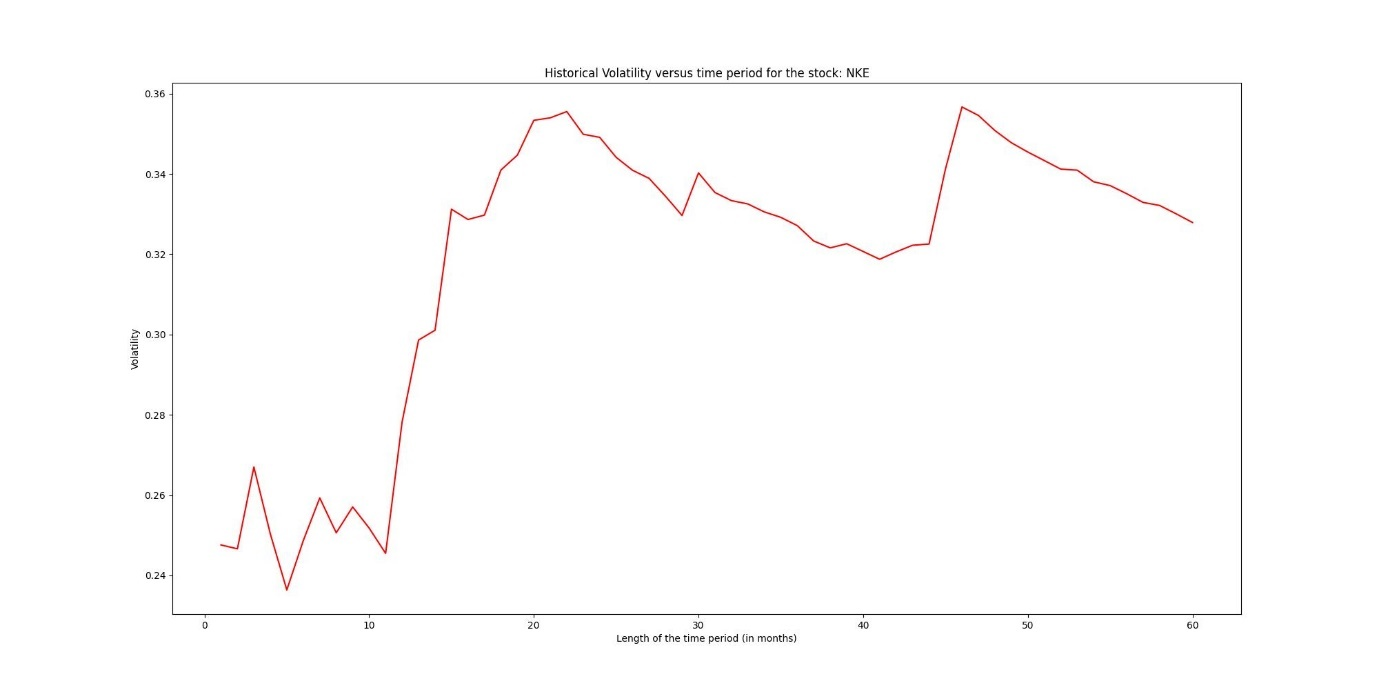 Historical Volatility versus time period for the stock: NKE
0.36
0.34
0.32
0.30
0.28
0.26
0.24
Volatility
0 10 20 30 40 50 60
Length of the time period (in months)